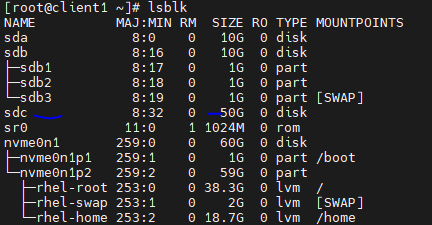 [root@client1 ~]# lsblk
NAME MAJ:MIN RM SIZE RO TYPE MOUNTPOINTS
sda 8:0 0 10G 0 disk
sdb 8:16 0 10G 0 disk
├─sdb1 8:17 0 1G 0 part
├─sdb2 8:18 0 1G 0 part
└─sdb3 8:19 0 1G 0 part [SWAP]
sdc 8:32 0 50G 0 disk
sr0 11:0 1 1024M 0 rom
nvme0n1 259:0 0 60G 0 disk
├─nvme0n1p1 259:1 0 1G 0 part /boot
└─nvme0n1p2 259:2 0 59G 0 part
├─rhel-root 253:0 0 38.3G 0 lvm /
├─rhel-swap 253:1 0 2G 0 lvm [SWAP]
└─rhel-home 253:2 0 18.7G 0 lvm /home